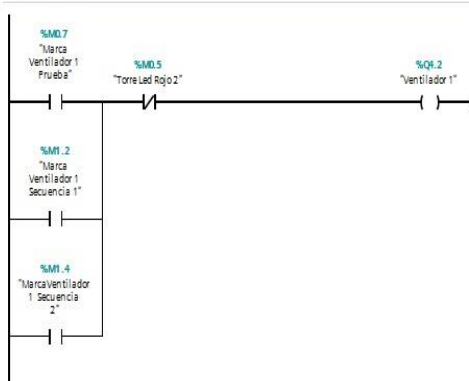 %M0.7
"Marca
Ventilador 1
Prueba"
%M0.5
"Torre Led Rojo 2"
%Q4.2
"Ventilador 1"
%M1.2
"Marca
Ventilador 1
Secuencia 1"
%M1.4
"MarcaVentilador
1 Secuencia
2"